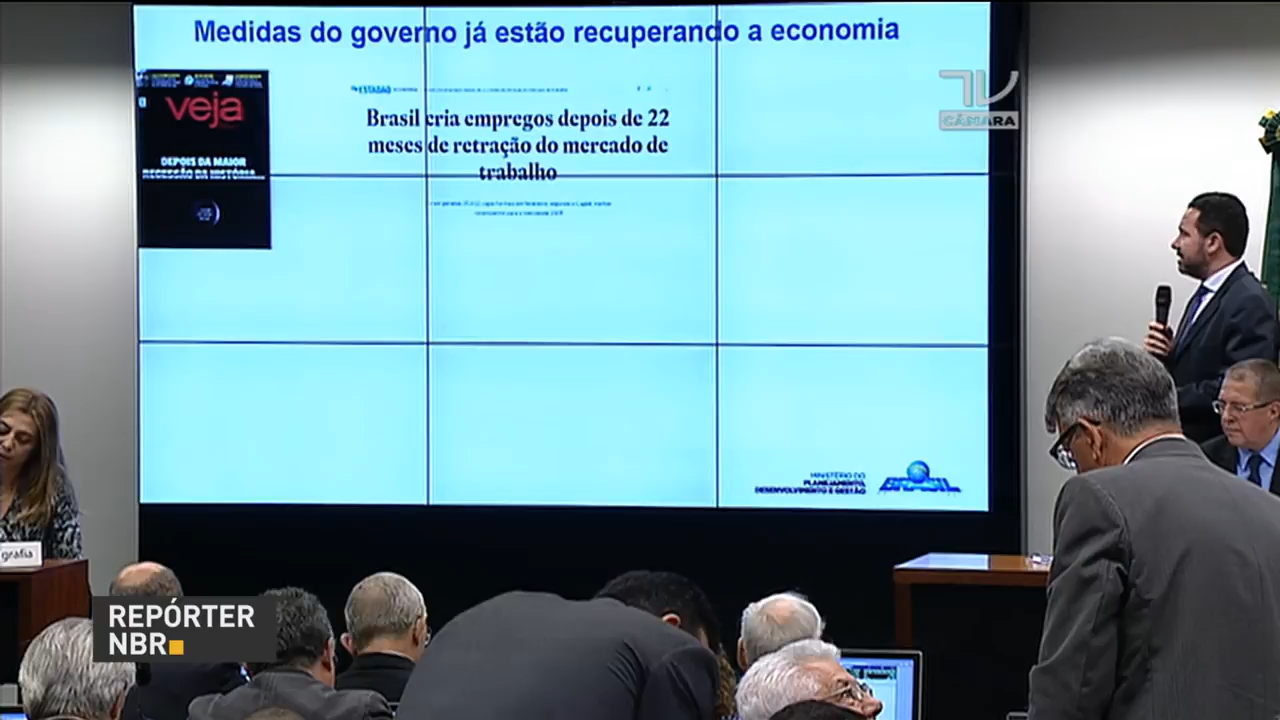 Medidas do governo já estão recuperando a economia
veja
DEPOIS DA MAIOR
RECESSÃO DA HISTÓRIA...
ESTADÃO
Brasil cria empregos depois de 22
meses de retração do mercado de
trabalho
TV
CÂMARA
MINISTÉRIO DO
PLANEJAMENTO,
DESENVOLVIMENTO E GESTÃO
grafia
REPÓRTER
NBR